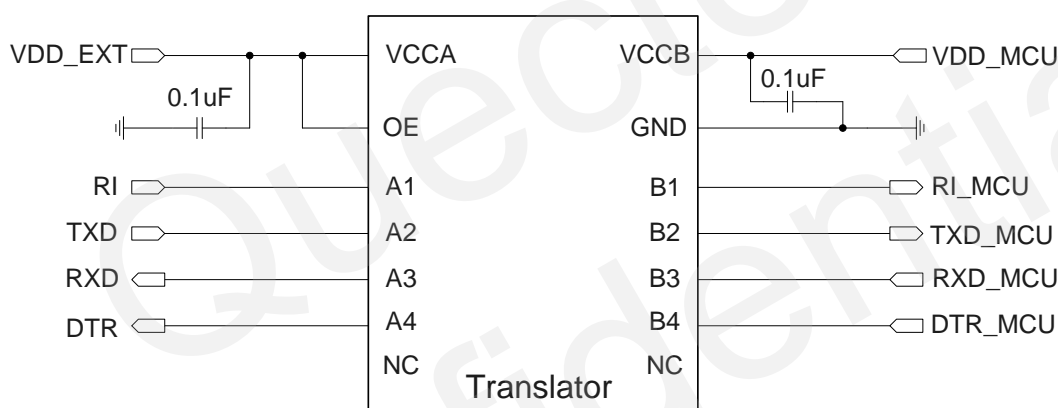 VDD_EXT VCCA VCCB VDD_MCU
0.1uF 0.1uF
OE GND
RI A1 B1 RI_MCU
TXD A2 B2 TXD_MCU
RXD A3 B3 RXD_MCU
DTR A4 B4 DTR_MCU
NC NC
Translator